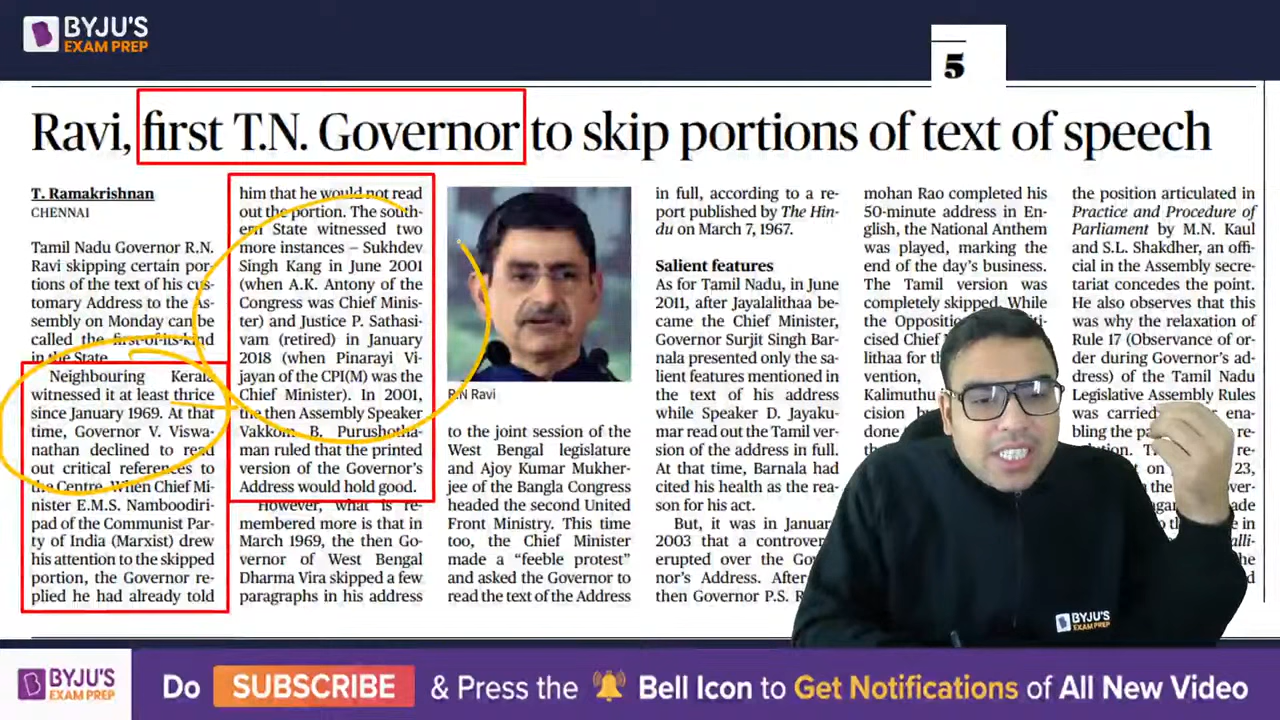 BYJU'S
EXAM PREP
5
Ravi, first T.N. Governor to skip portions of text of speech
T. Ramakrishnan
CHENNAI
Tamil Nadu Governor R.N.
Ravi skipping certain por-
tions of the text of his cus-
tomary Address to the As-
sembly on Monday can be
called the first-of-its-kind
in the State.
Neighbouring Kerala
witnessed it at least thrice
since January 1969. At that
time, Governor V. Viswa-
nathan declined to read
out critical references to
the Centre. When Chief Mi-
nister E.M.S. Namboodiri-
pad of the Communist Par-
ty of India (Marxist) drew
his attention to the skipped
portion, the Governor re-
plied he had already told
him that he would not read
out the portion. The south-
ern State witnessed two
more instances – Sukhdev
Singh Kang in June 2001
(when A.K. Antony of the
Congress was Chief Minis-
ter) and Justice P. Sathasi-
vam (retired) in January
2018 (when Pinarayi Vi-
jayan of the CPI(M) was the
Chief Minister). In 2001,
the then Assembly Speaker
Vakkom B. Purushotha-
man ruled that the printed
version of the Governor's
Address would hold good.
However, what is re-
membered more is that in
March 1969, the then Go-
vernor of West Bengal
Dharma Vira skipped a few
paragraphs in his address
R.N Ravi
to the joint session of the
West Bengal legislature
and Ajoy Kumar Mukher-
jee of the Bangla Congress
headed the second United
Front Ministry. This time
too, the Chief Minister
made a “feeble protest”
and asked the Governor to
read the text of the Address
in full, according to a re-
port published by The Hin-
du on March 7, 1967.
Salient features
As for Tamil Nadu, in June
2011, after Jayalalithaa be-
came the Chief Minister,
Governor Surjit Singh Bar-
nala presented only the sa-
lient features mentioned in
the text of his address
while Speaker D. Jayaku-
mar read out the Tamil ver-
sion of the address in full.
At that time, Barnala had
cited his health as the rea-
son for his act.
But, it was in January
2003 that a controversy
erupted over the Gover-
nor's Address. After
then Governor P.S. R
mohan Rao completed his
50-minute address in En-
glish, the National Anthem
was played, marking the
end of the day's business.
The Tamil version was
completely skipped. While
the Opposition
cised Chief
lithaa for th
vention,
Kalimuthu
cision by
done
the
the position articulated in
Practice and Procedure of
Parliament by M.N. Kaul
and S.L. Shakdher, an offi-
cial in the Assembly secre-
tariat concedes the point.
He also observes that this
was why the relaxation of
Rule 17 (Observance of or-
der during Governor's ad-
dress) of the Tamil Nadu
Legislative Assembly Rules
was carried ena-
bling the re-
on 23,
in
BYJU'S
EXAM PREP
BYJU'S
EXAM PREP
Do SUBSCRIBE & Press the Bell Icon to Get Notifications of All New Video